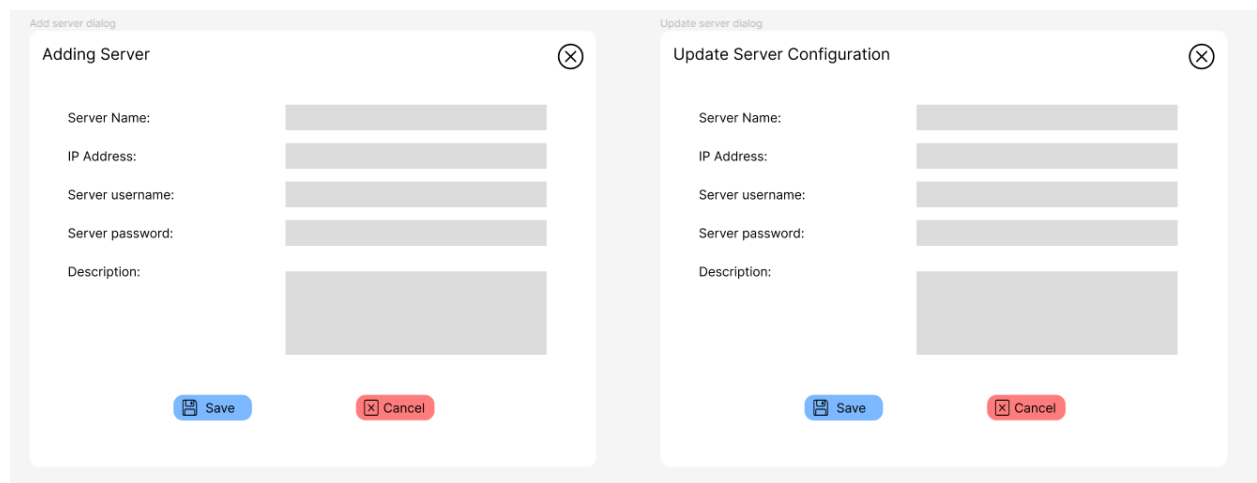 Add server dialog
Adding Server
Server Name:
IP Address:
Server username:
Server password:
Description:
Save
Cancel
Update server dialog
Update Server Configuration
Server Name:
IP Address:
Server username:
Server password:
Description:
Save
Cancel